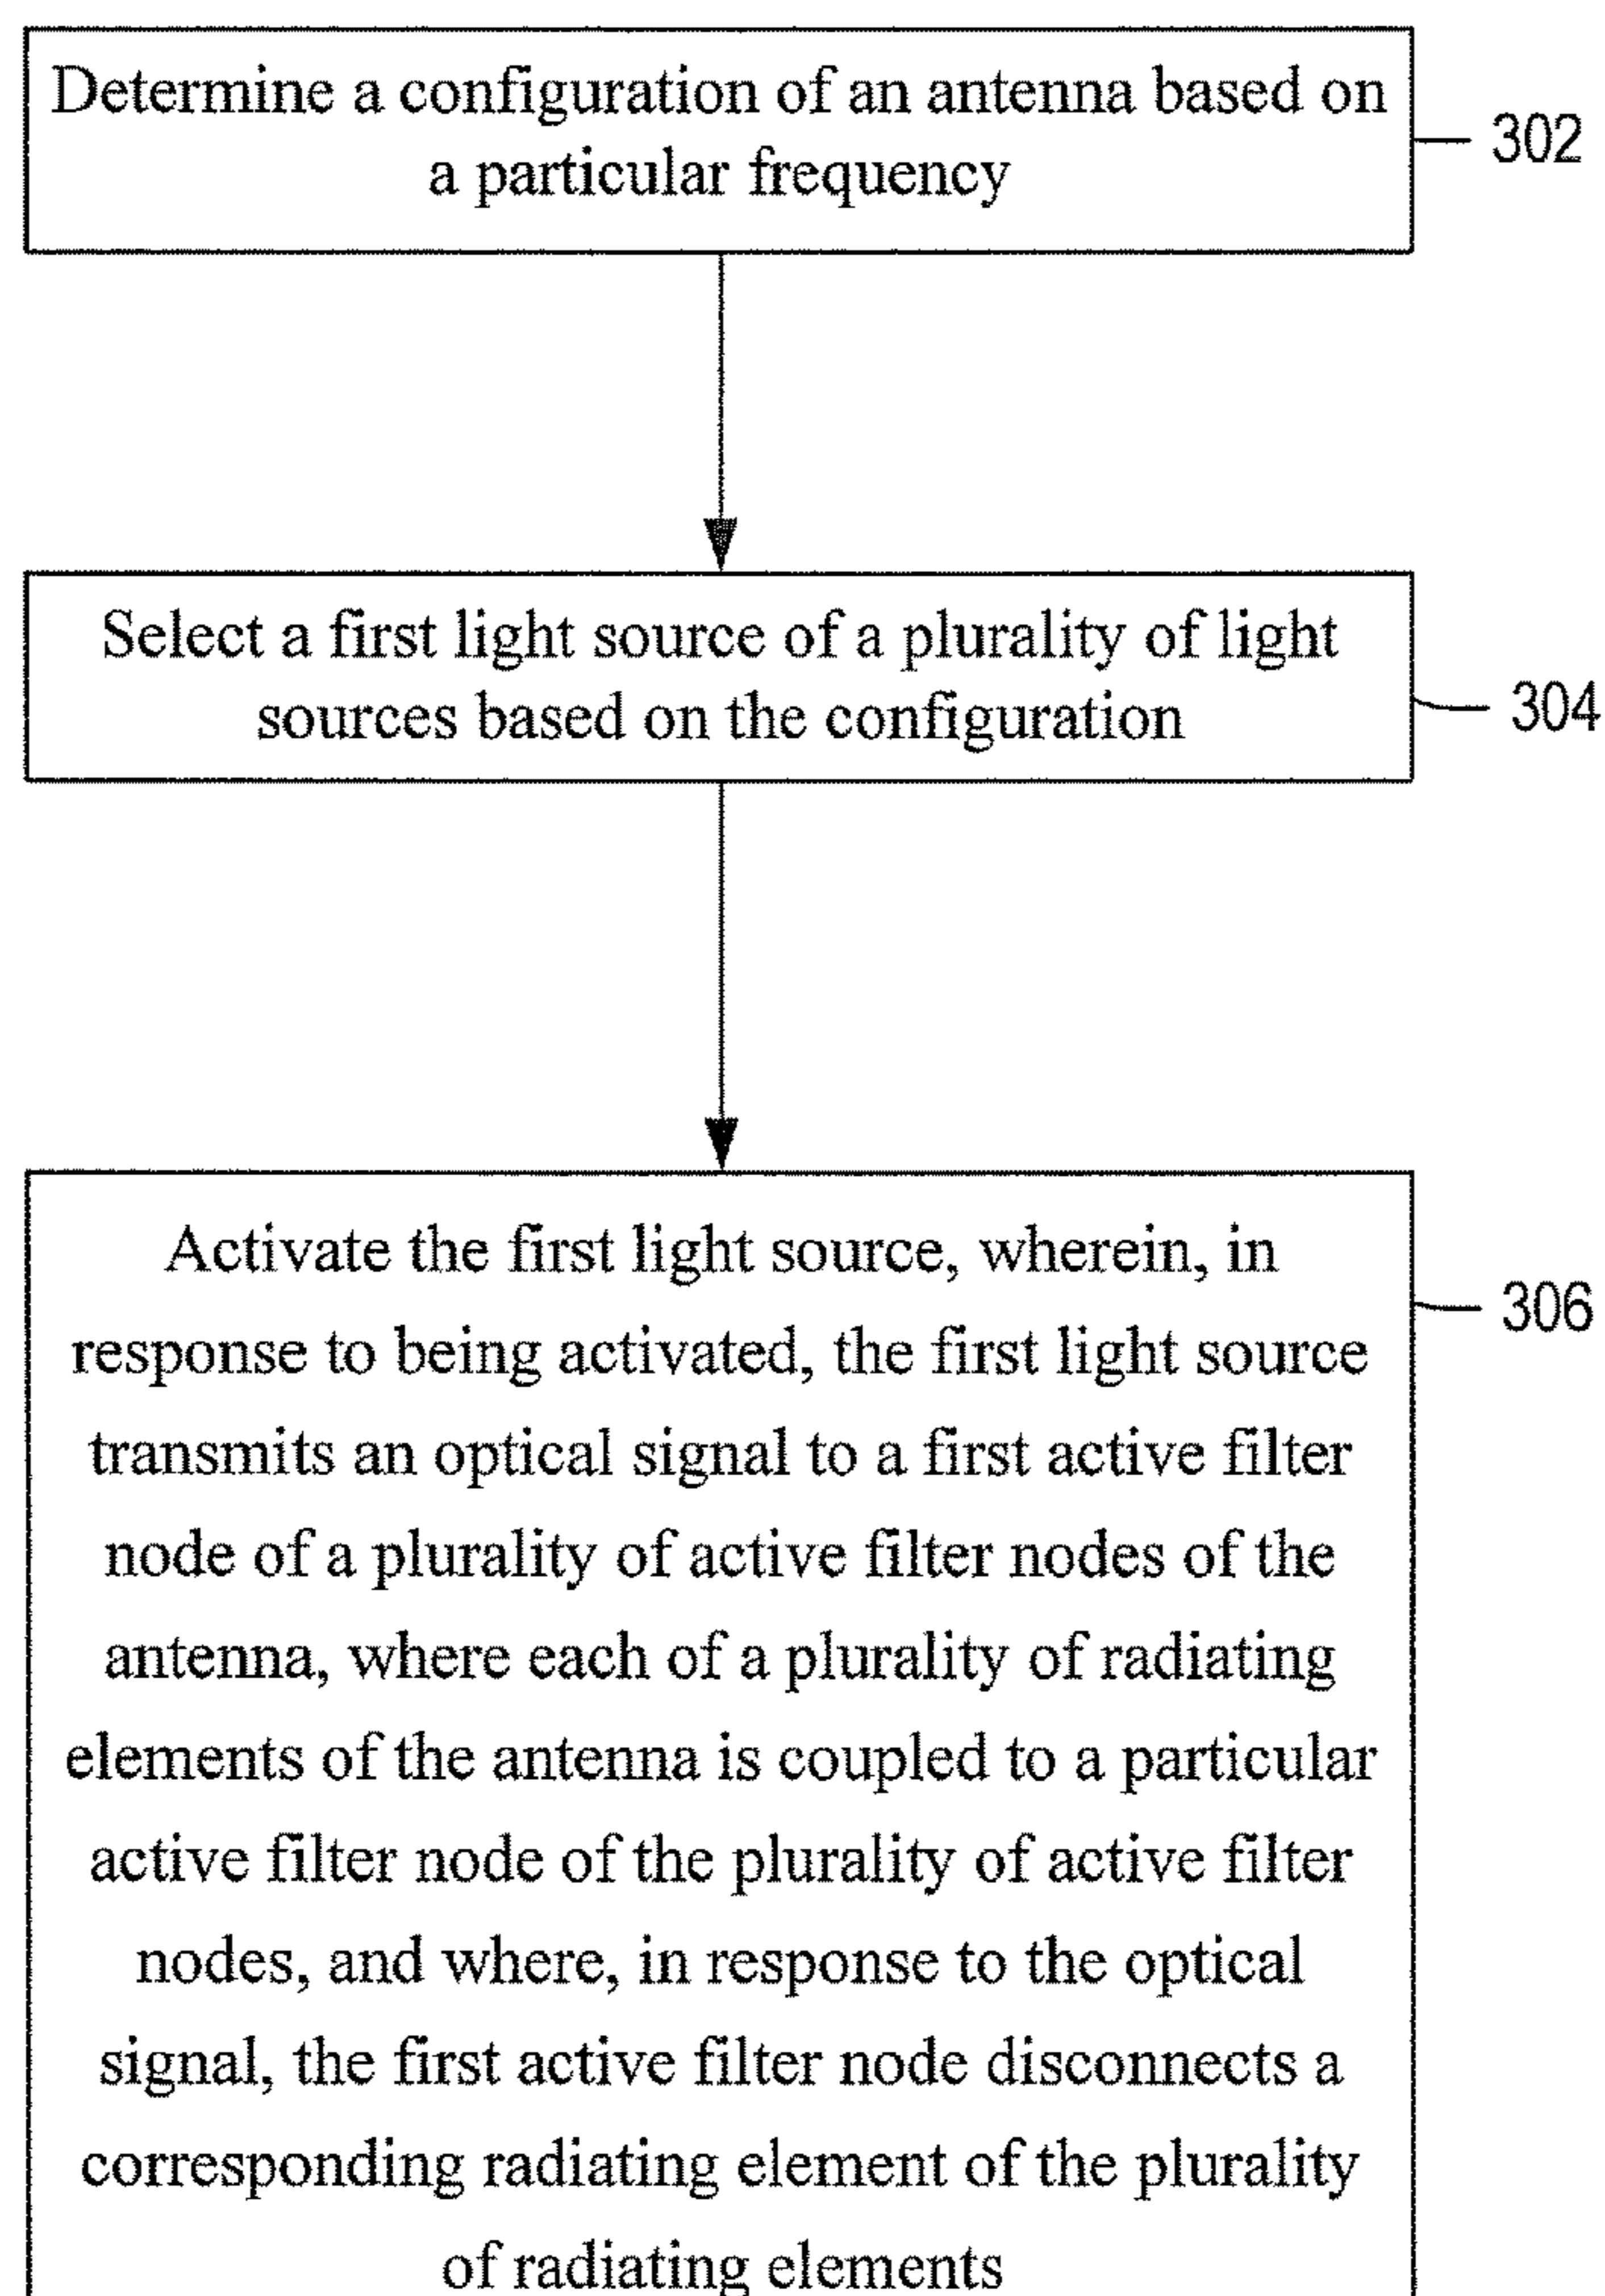 Determine a configuration of an antenna based on
a particular frequency
302
Select a first light source of a plurality of light
sources based on the configuration
304
Activate the first light source, wherein, in
response to being activated, the first light source
transmits an optical signal to a first active filter
node of a plurality of active filter nodes of the
antenna, where each of a plurality of radiating
elements of the antenna is coupled to a particular
active filter node of the plurality of active filter
nodes, and where, in response to the optical
signal, the first active filter node disconnects a
corresponding radiating element of the plurality
of radiating elements
306